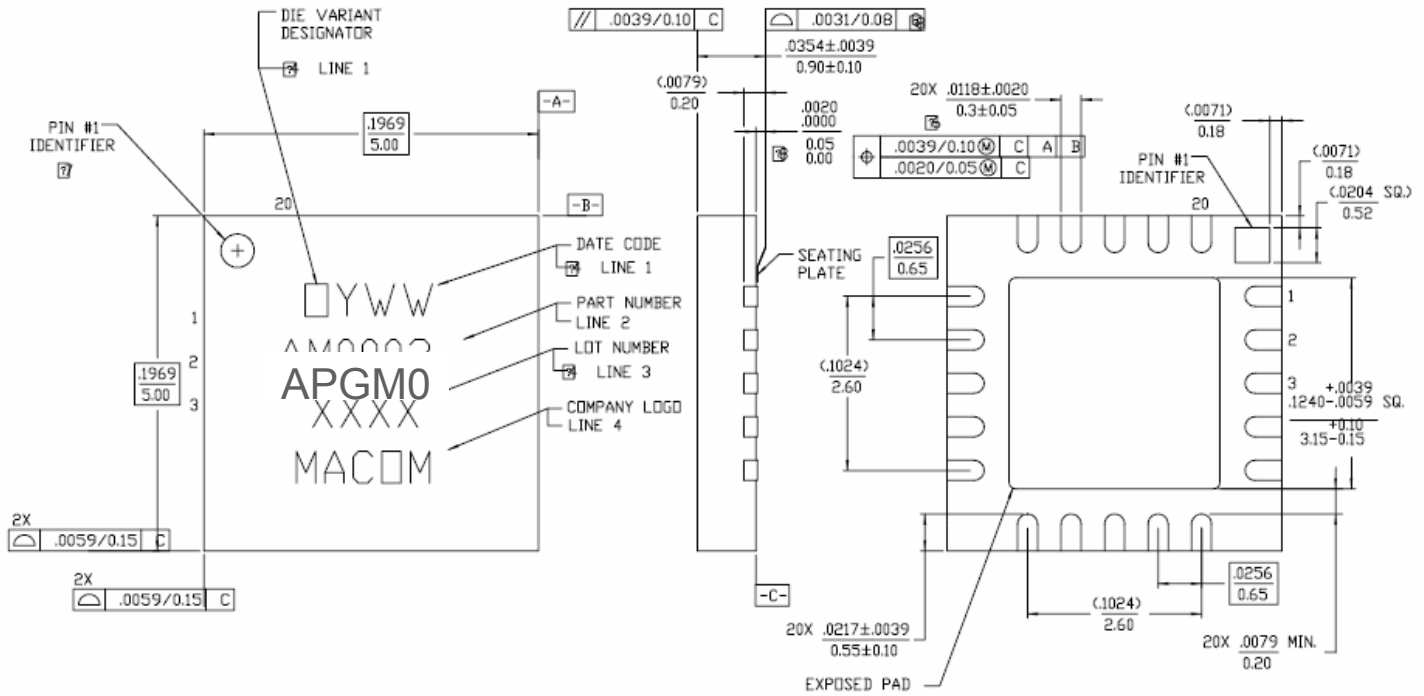 DIE VARIANT
DESIGNATOR
LINE 1
PIN #1
IDENTIFIER
.1969
5.00
-A-
20
-B-
DATE CODE
LINE 1
YWW
PART NUMBER
LINE 2
1
2
3
LOT NUMBER
LINE 3
APGM0
XXXX
COMPANY LOGO
LINE 4
MACOM
.1969
5.00
2X
.0059/0.15 C
2X
.0059/0.15 C
// .0039/0.10 C
.0031/0.08
.0354±.0039
0.90±0.10
(.0079)
0.20
.0020
.0000
0.05
0.00
SEATING
PLATE
-C-
20X .0118±.0020
0.3±0.05
.0039/0.10 Ⓜ C A B
.0020/0.05 Ⓜ C
(.0071)
0.18
PIN #1
IDENTIFIER
20
(.0071)
0.18
(.0204 SQ.)
0.52
.0256
0.65
(.1024)
2.60
1
2
3
+.0039
.1240-.0059 SQ.
+0.10
3.15-0.15
.0256
0.65
(.1024)
2.60
20X .0217±.0039
0.55±0.10
20X .0079 MIN.
0.20
EXPOSED PAD